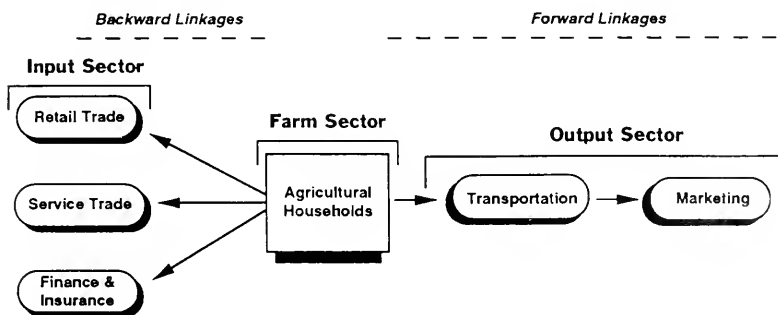 Backward Linkages
Forward Linkages
Input Sector
Retail Trade
Service Trade
Finance &
Insurance
Farm Sector
Agricultural
Households
Output Sector
Transportation
Marketing